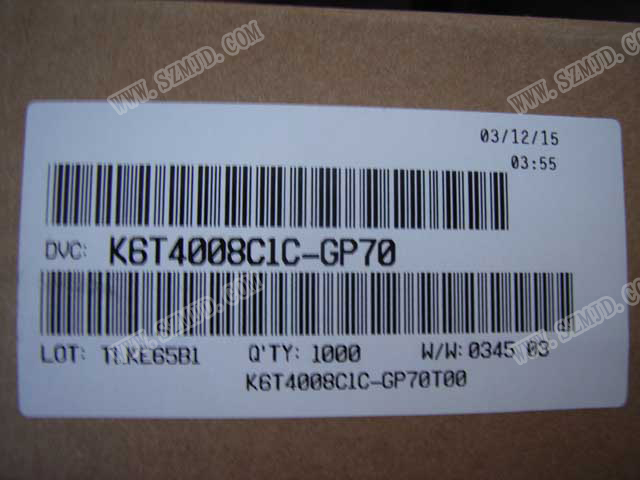 WWW.SZMJD.COM
WWW.SZMJD.COM
03/12/15
03:55
DVC: K6T4008C1C-GP70
LOT: Q'TY: 1000 W/W: 0345 03
K6T4008C1C-GP70T00
WWW.SZMJD.COM
WWW.SZMJD.COM